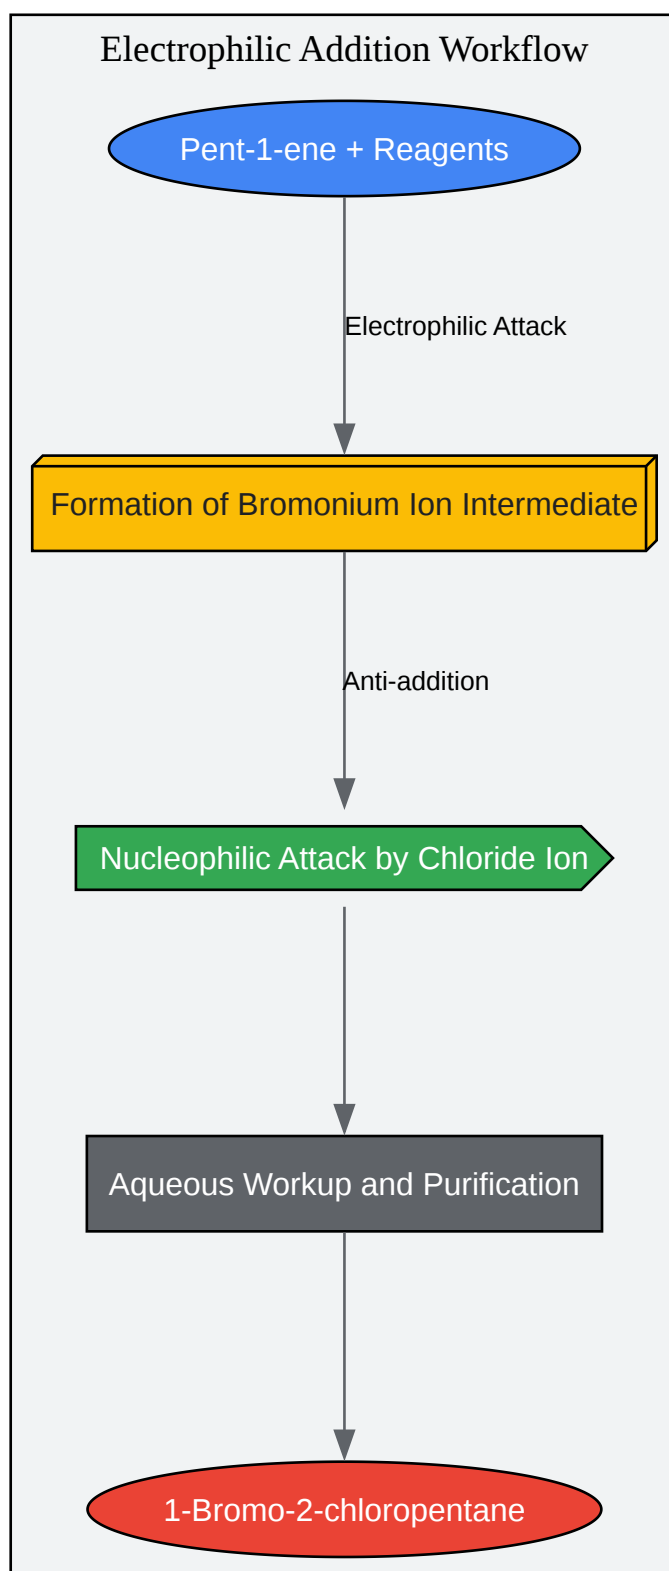 Electrophilic Addition Workflow
Pent-1-ene + Reagents
Electrophilic Attack
Formation of Bromonium Ion Intermediate
Anti-addition
Nucleophilic Attack by Chloride Ion
Aqueous Workup and Purification
1-Bromo-2-chloropentane